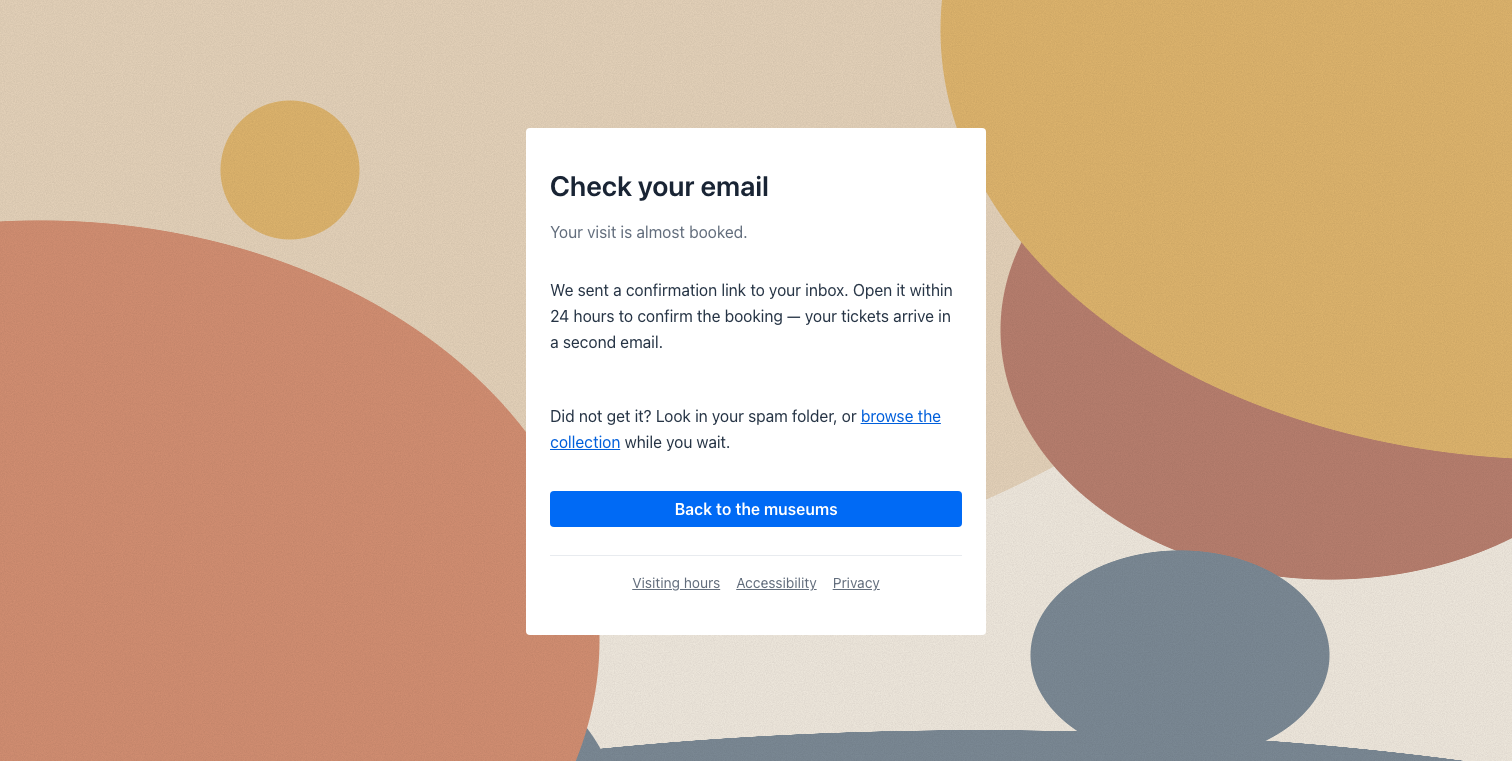 Check your email
Your visit is almost booked.
We sent a confirmation link to your inbox. Open it within
24 hours to confirm the booking — your tickets arrive in
a second email.
Did not get it? Look in your spam folder, or browse the
collection while you wait.
Back to the museums
Visiting hours Accessibility Privacy